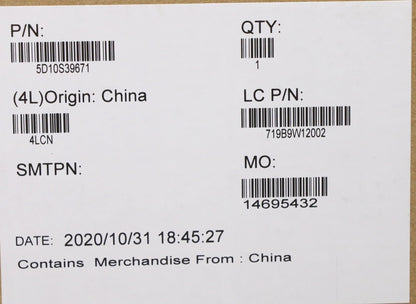 P/N:
5D10S39671
QTY:
1
(4L)Origin: China
4LCN
LC P/N:
719B9W12002
SMTPN:
MO:
14695432
DATE: 2020/10/31 18:45:27
Contains Merchandise From : China